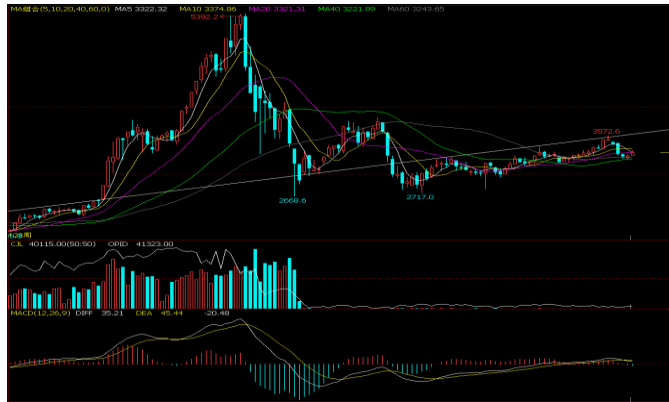 MA组合(5,10,20,40,60,0) MA5 3322.32 MA10 3374.86 MA20 3321.31 MA40 3221.89 MA60 3243.65
5392.2
3572.6
2668.6
2717.0
CJL 40115.00(50:50) OPID 41323.00
MACD(12,26,9) DIFF 35.21 DEA 45.44 -20.48